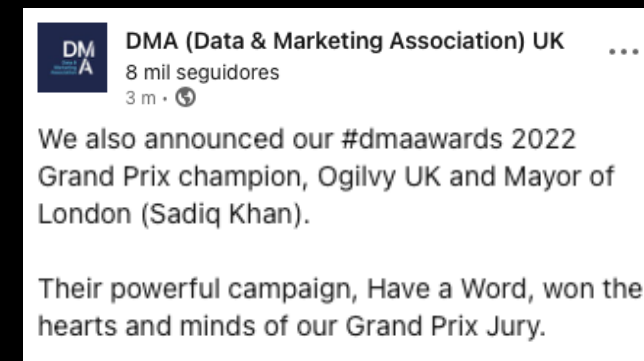 DM
A
DMA (Data & Marketing Association) UK
8 mil seguidores
3 m •
We also announced our #dmaawards 2022
Grand Prix champion, Ogilvy UK and Mayor of
London (Sadiq Khan).
Their powerful campaign, Have a Word, won the
hearts and minds of our Grand Prix Jury.